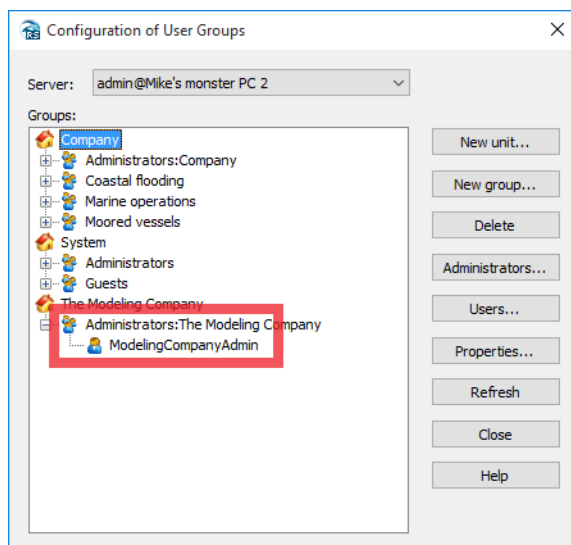 RS
Configuration of User Groups
Server: admin@Mike's monster PC 2
Groups:
Company
Administrators:Company
Coastal flooding
Marine operations
Moored vessels
System
Administrators
Guests
The Modeling Company
Administrators:The Modeling Company
ModelingCompanyAdmin
New unit...
New group...
Delete
Administrators...
Users...
Properties...
Refresh
Close
Help